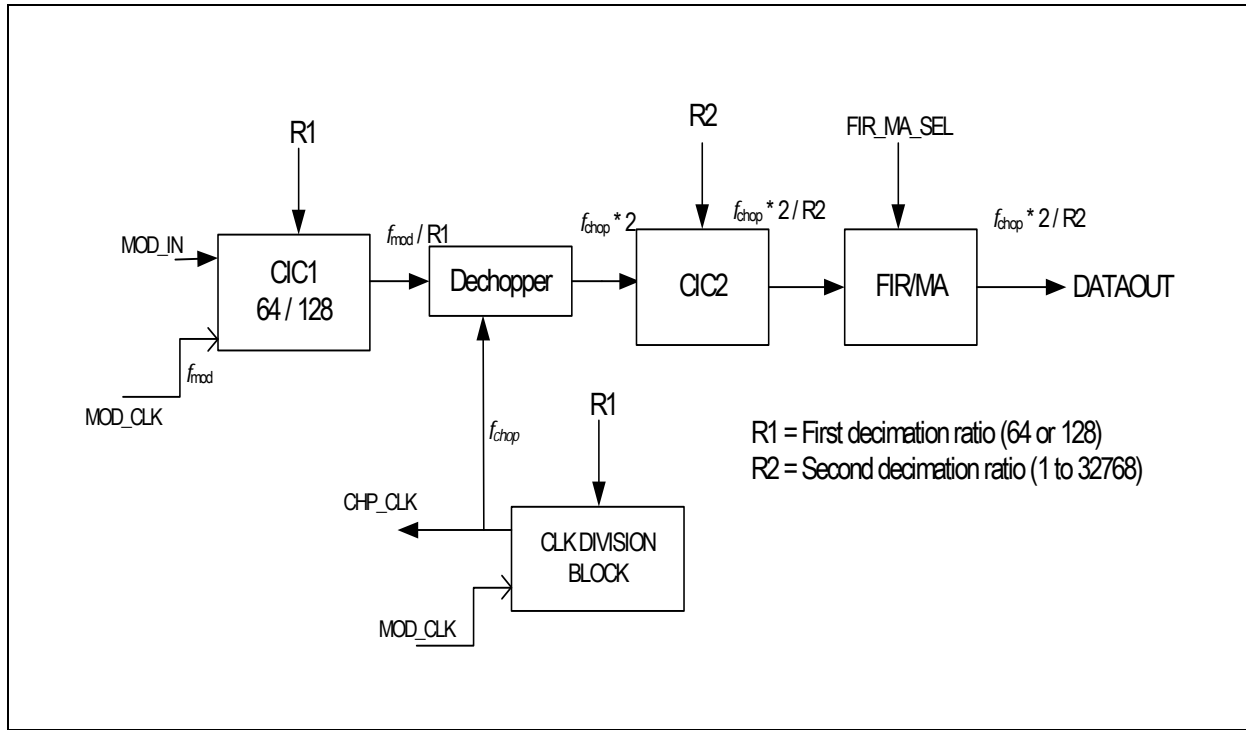 R1
R2
FIR_MA_SEL
MOD_IN
CIC1
64 / 128
fmod / R1
Dechopper
fchop * 2
CIC2
fchop * 2 / R2
FIR/MA
fchop * 2 / R2
DATAOUT
fmod
MOD_CLK
fchop
R1
R1 = First decimation ratio (64 or 128)
R2 = Second decimation ratio (1 to 32768)
CHP_CLK
CLK DIVISION
BLOCK
MOD_CLK